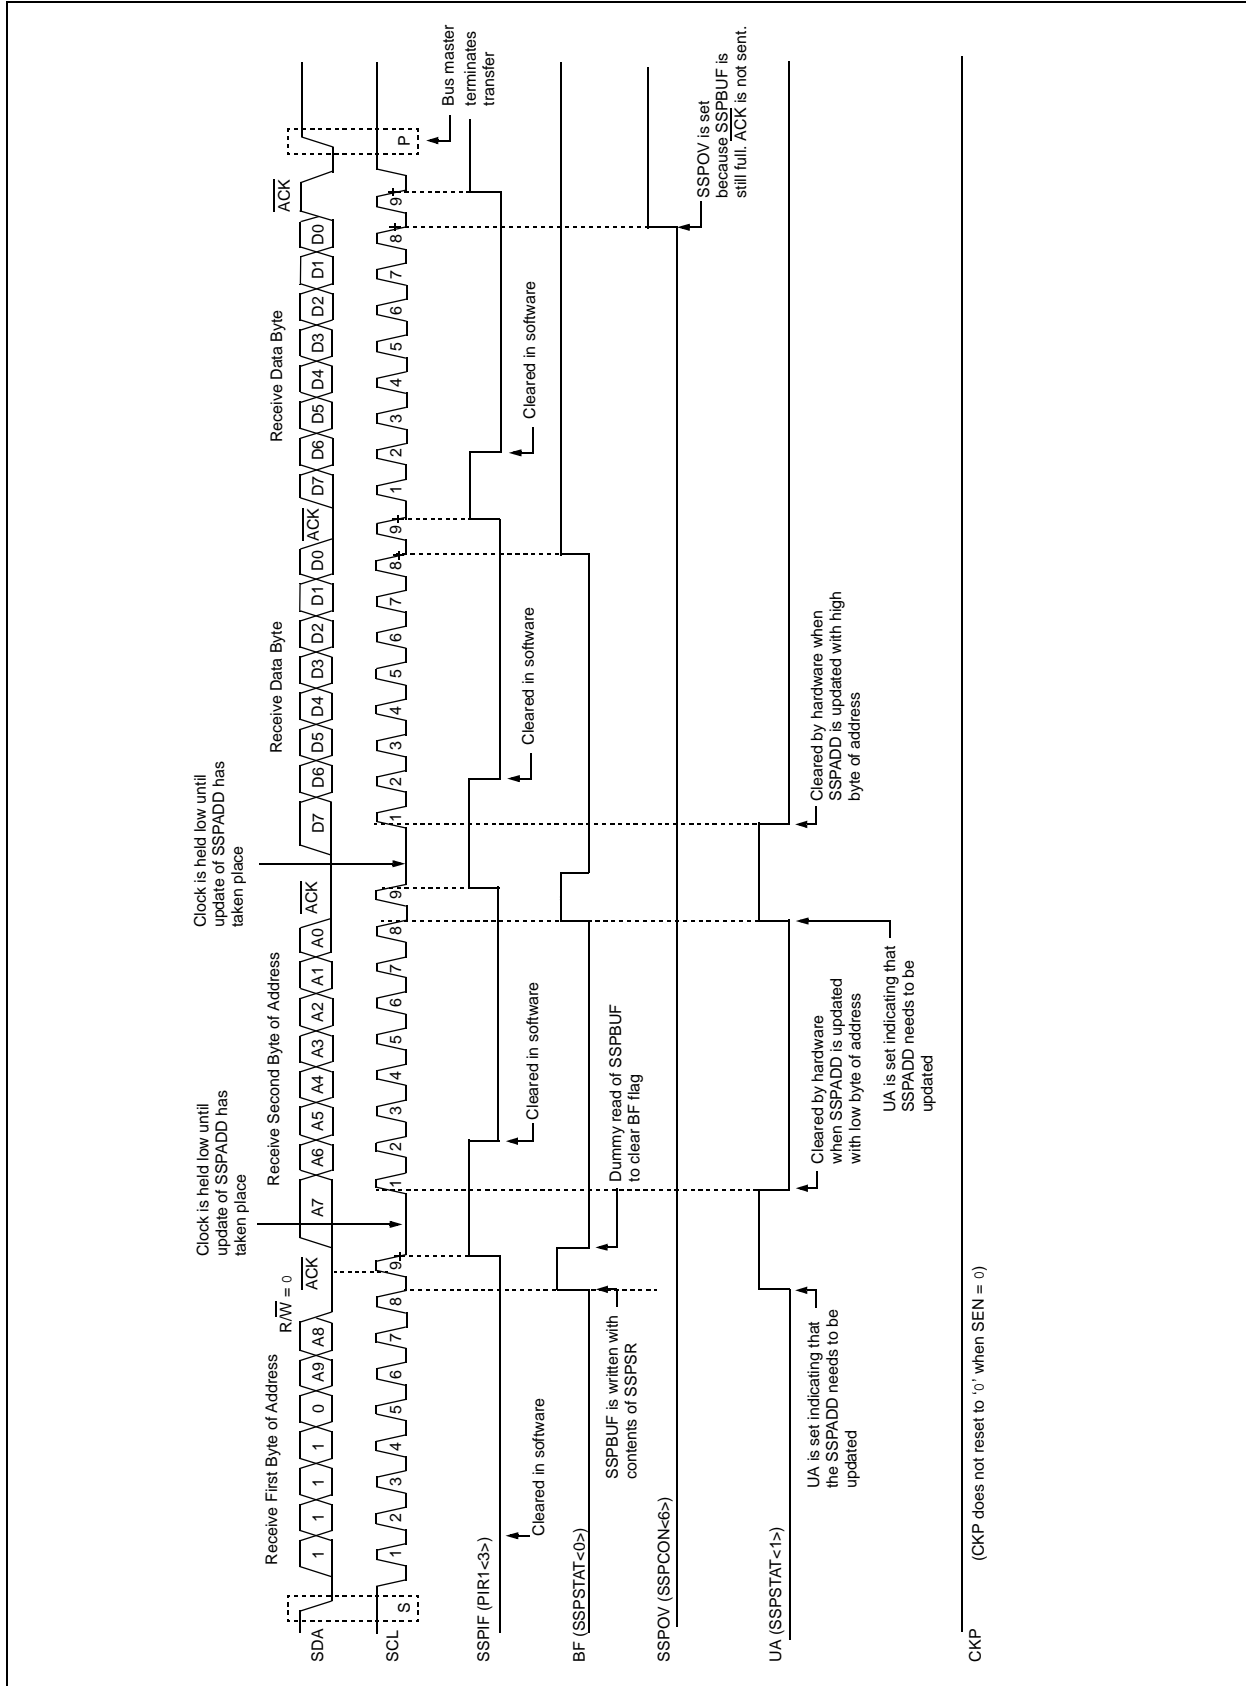 Clock is held low until
update of SSPADD has
taken place
Clock is held low until
update of SSPADD has
taken place
Receive First Byte of Address
R/W̅ = 0
Receive Second Byte of Address
Receive Data Byte
Receive Data Byte
A̅C̅K̅
SDA 1 1 1 1 0 A9 A8 A̅C̅K̅ A7 A6 A5 A4 A3 A2 A1 A0 A̅C̅K̅ D7 D6 D5 D4 D3 D2 D1 D0 A̅C̅K̅ D7 D6 D5 D4 D3 D2 D1 D0
SCL S 1 2 3 4 5 6 7 8 9 1 2 3 4 5 6 7 8 9 1 2 3 4 5 6 7 8 9 1 2 3 4 5 6 7 8 9 P
Bus master
terminates
transfer
SSPIF (PIR1<3>)
Cleared in software
Cleared in software
Cleared in software
Cleared in software
BF (SSPSTAT<0>)
SSPBUF is written with
contents of SSPSR
Dummy read of SSPBUF
to clear BF flag
SSPOV (SSPCON<6>)
SSPOV is set
because SSPBUF is
still full. A̅C̅K̅ is not sent.
UA (SSPSTAT<1>)
UA is set indicating that
the SSPADD needs to be
updated
Cleared by hardware
when SSPADD is updated
with low byte of address
UA is set indicating that
SSPADD needs to be
updated
Cleared by hardware when
SSPADD is updated with high
byte of address
CKP
(CKP does not reset to ‘0’ when SEN = 0)